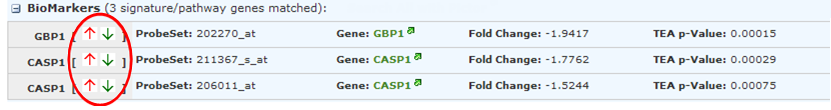 BioMarkers (3 signature/pathway genes matched):
GBP1 [ ↑ ↓ ] ProbeSet: 202270_at Gene: GBP1 Fold Change: -1.9417 TEA p-Value: 0.00015
CASP1 [ ↑ ↓ ] ProbeSet: 211367_s_at Gene: CASP1 Fold Change: -1.7762 TEA p-Value: 0.00029
CASP1 [ ↑ ↓ ] ProbeSet: 206011_at Gene: CASP1 Fold Change: -1.5244 TEA p-Value: 0.00075